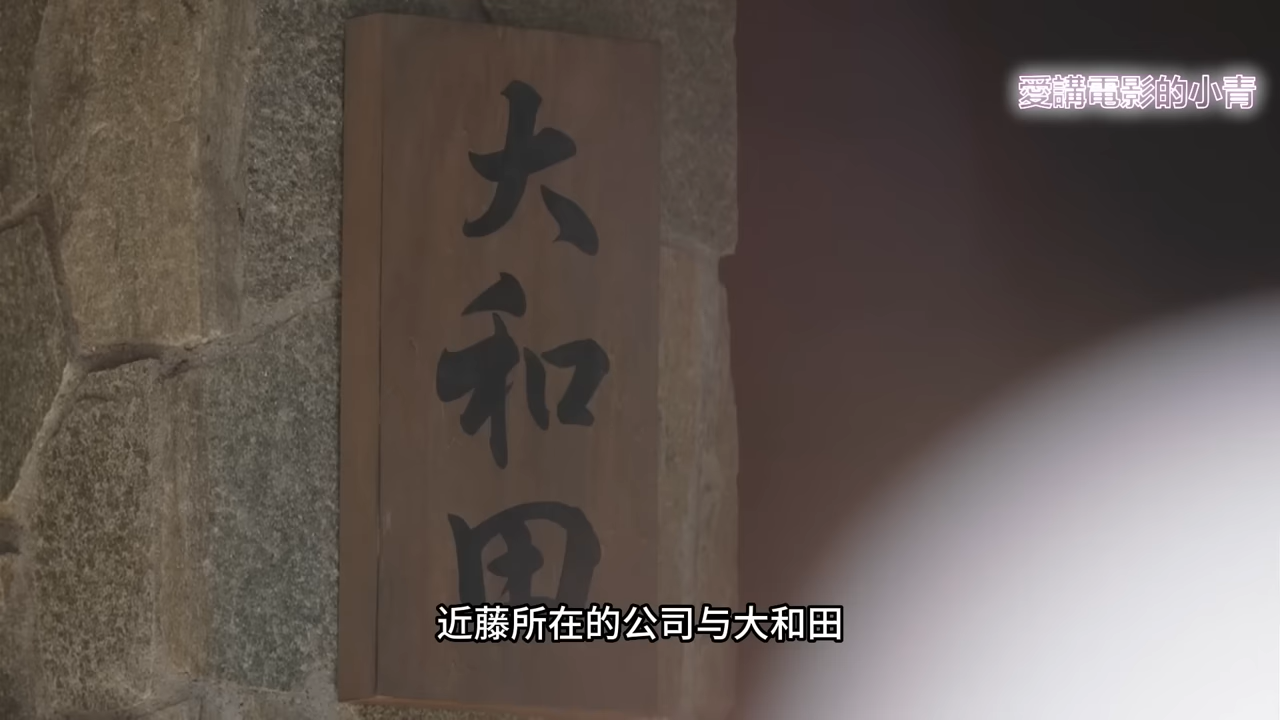 愛講電影的小青
大和田
近藤所在的公司与大和田